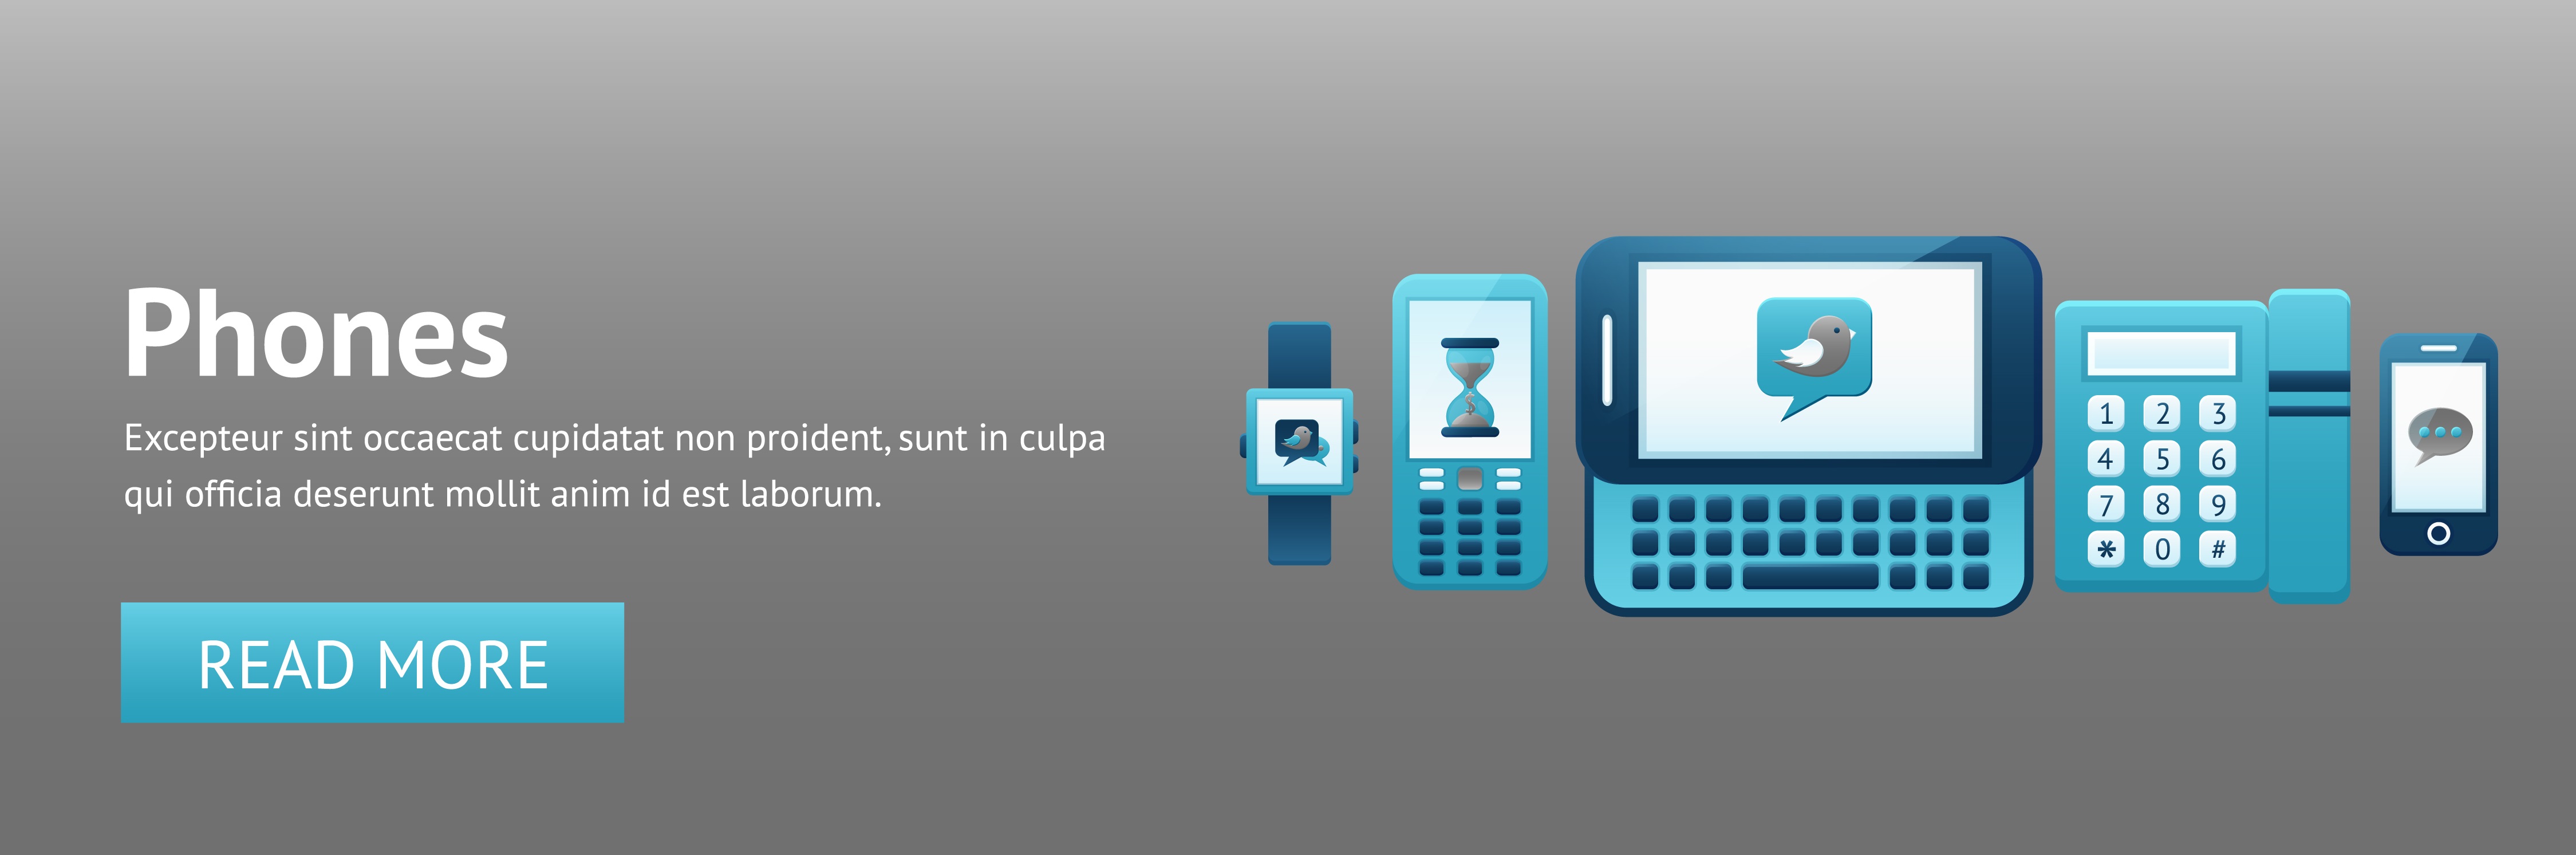 Phones
Excepteur sint occaecat cupidatat non proident, sunt in culpa
qui officia deserunt mollit anim id est laborum.
READ MORE
$
1 2 3
4 5 6
7 8 9
* 0 #